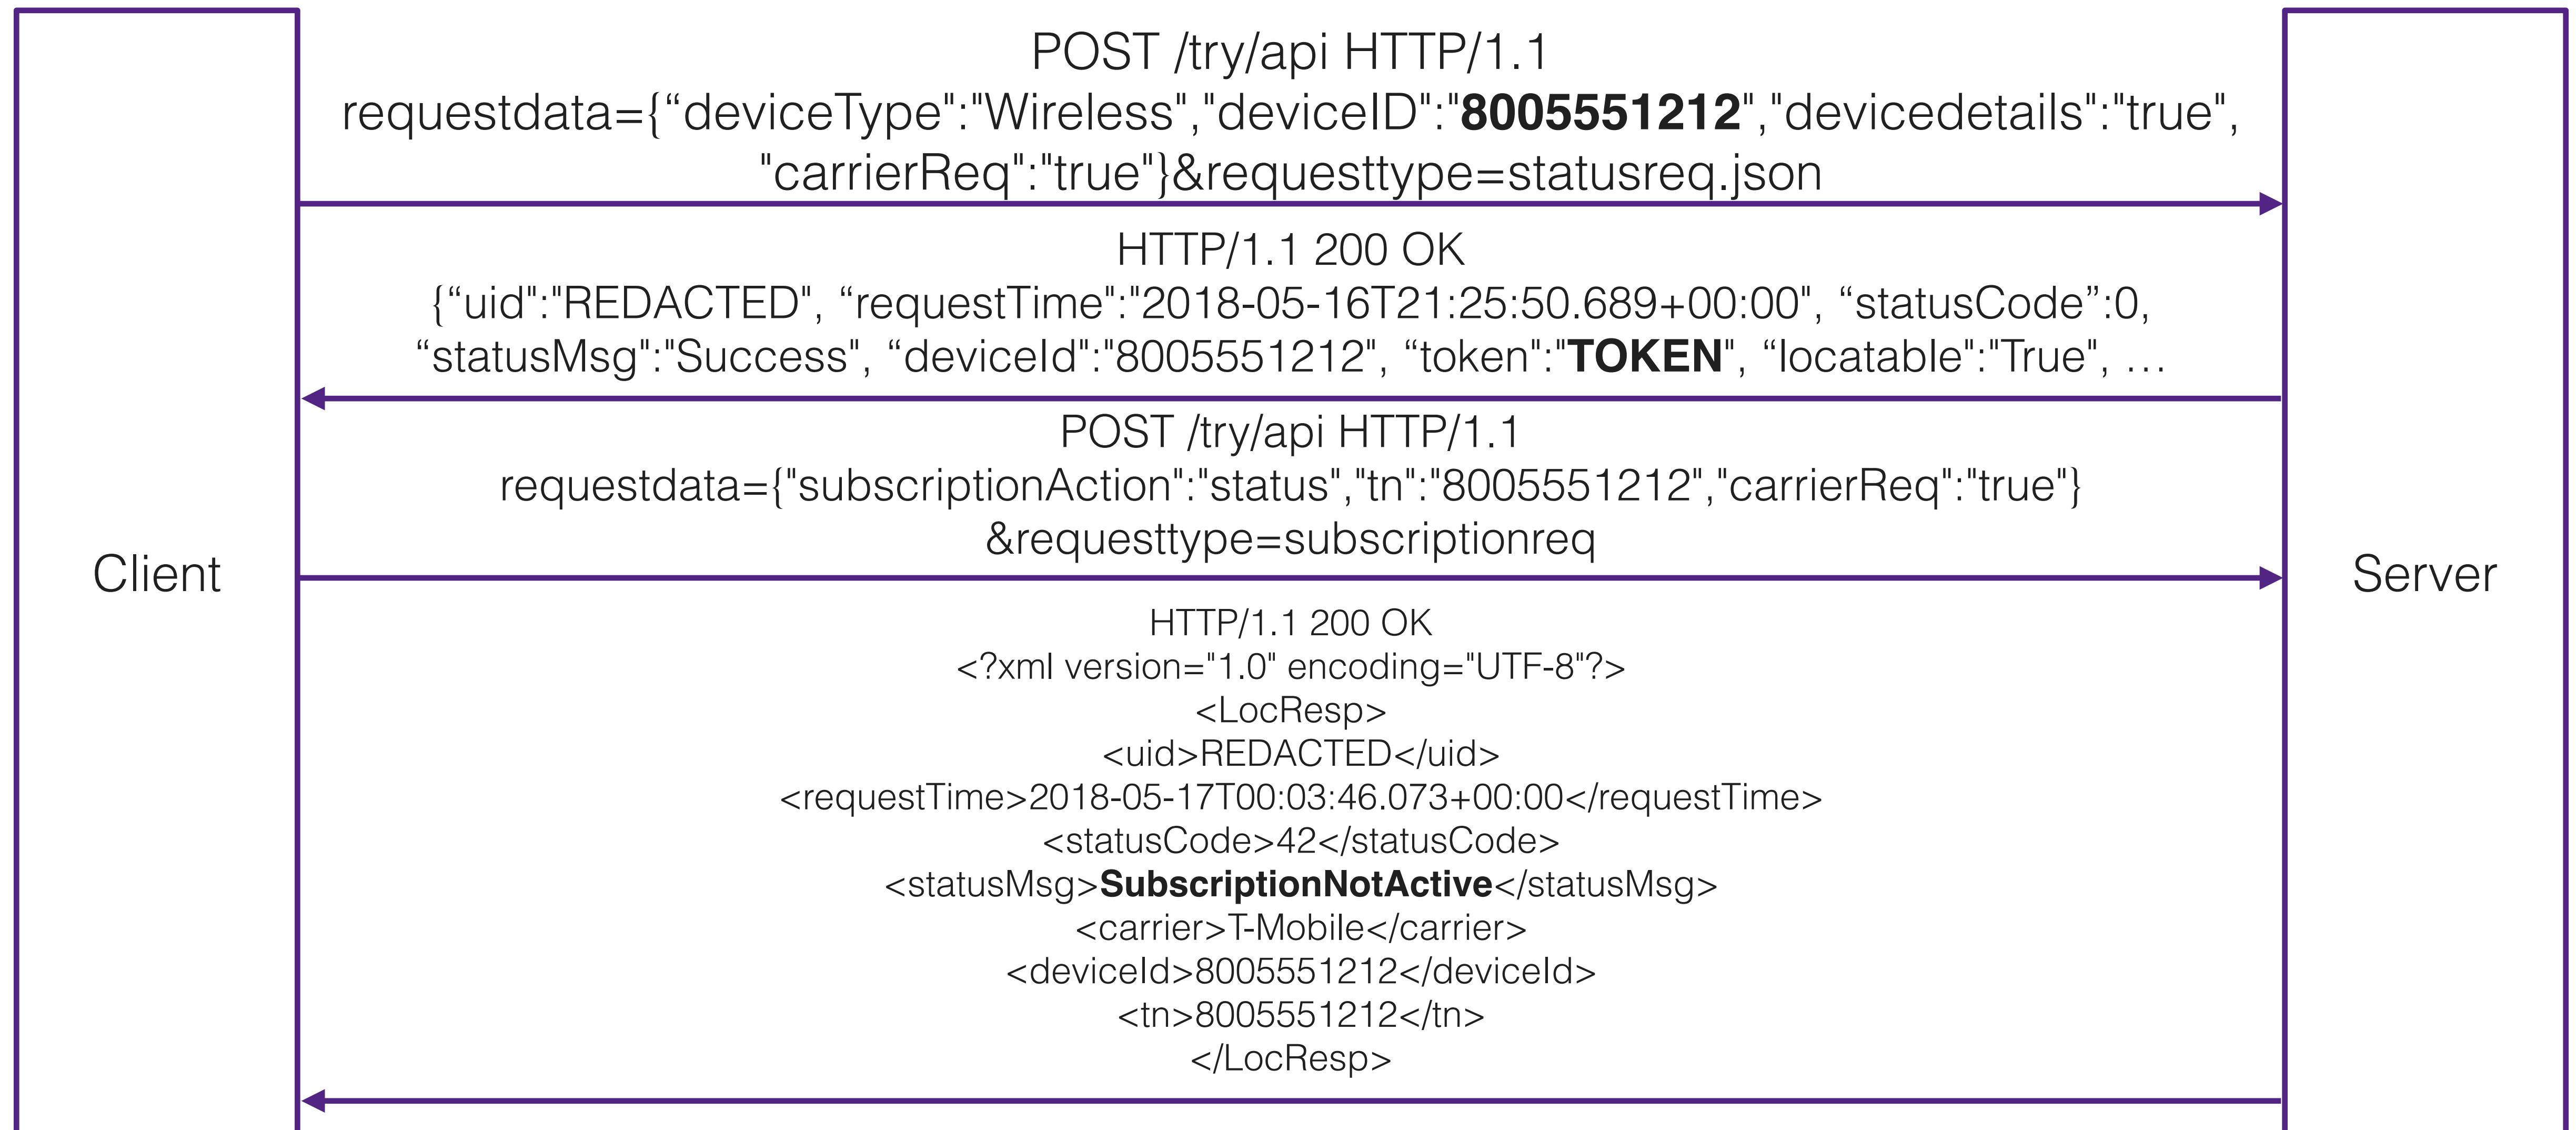 POST /try/api HTTP/1.1
requestdata={“deviceType":"Wireless","deviceID":"8005551212","devicedetails":"true",
"carrierReq":"true"}&requesttype=statusreq.json
HTTP/1.1 200 OK
{“uid":"REDACTED", “requestTime":"2018-05-16T21:25:50.689+00:00", “statusCode”:0,
“statusMsg":"Success", “deviceId":"8005551212", “token":"TOKEN", “locatable":"True", …
POST /try/api HTTP/1.1
requestdata={"subscriptionAction":"status","tn":"8005551212","carrierReq":"true"}
&requesttype=subscriptionreq
Client
Server
HTTP/1.1 200 OK
<?xml version="1.0" encoding="UTF-8"?>
<LocResp>
<uid>REDACTED</uid>
<requestTime>2018-05-17T00:03:46.073+00:00</requestTime>
<statusCode>42</statusCode>
<statusMsg>SubscriptionNotActive</statusMsg>
<carrier>T-Mobile</carrier>
<deviceId>8005551212</deviceId>
<tn>8005551212</tn>
</LocResp>